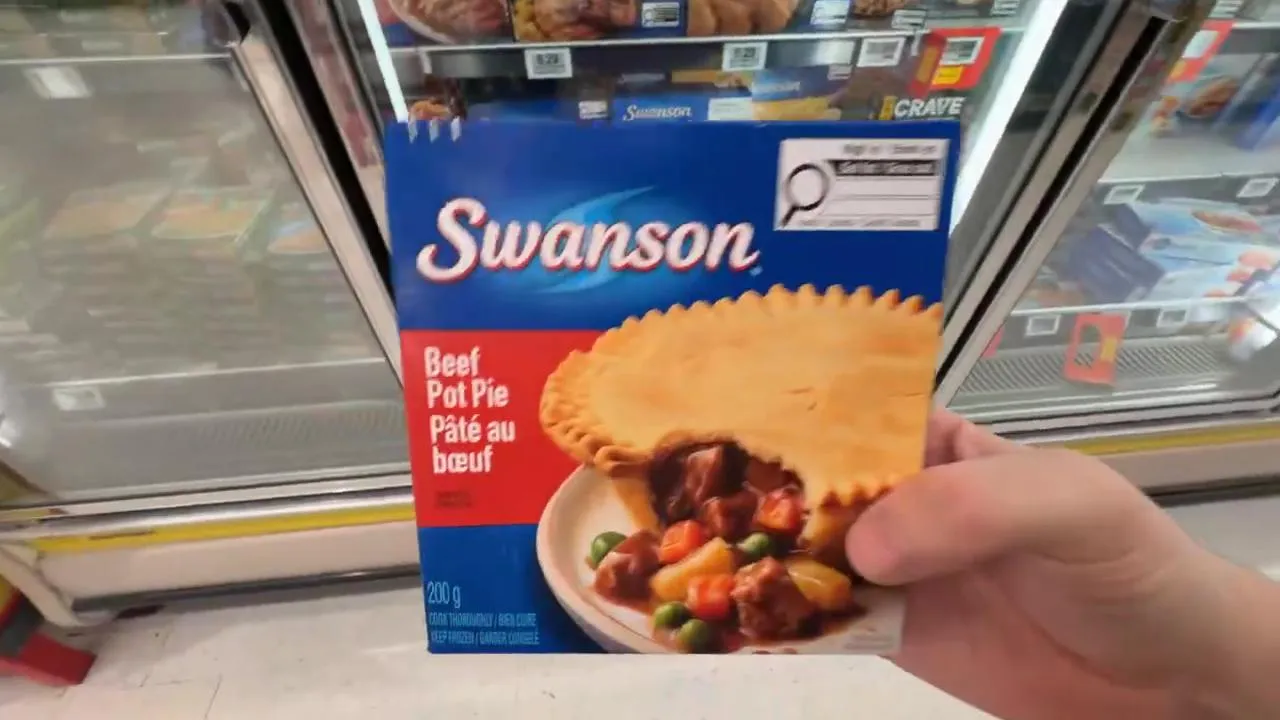 Swanson
CRAVE
Swanson
Beef
Pot Pie
Pâté au
bœuf
200 g
COOK THOROUGHLY / BIEN CUIRE
KEEP FROZEN / GARDER CONGELÉ